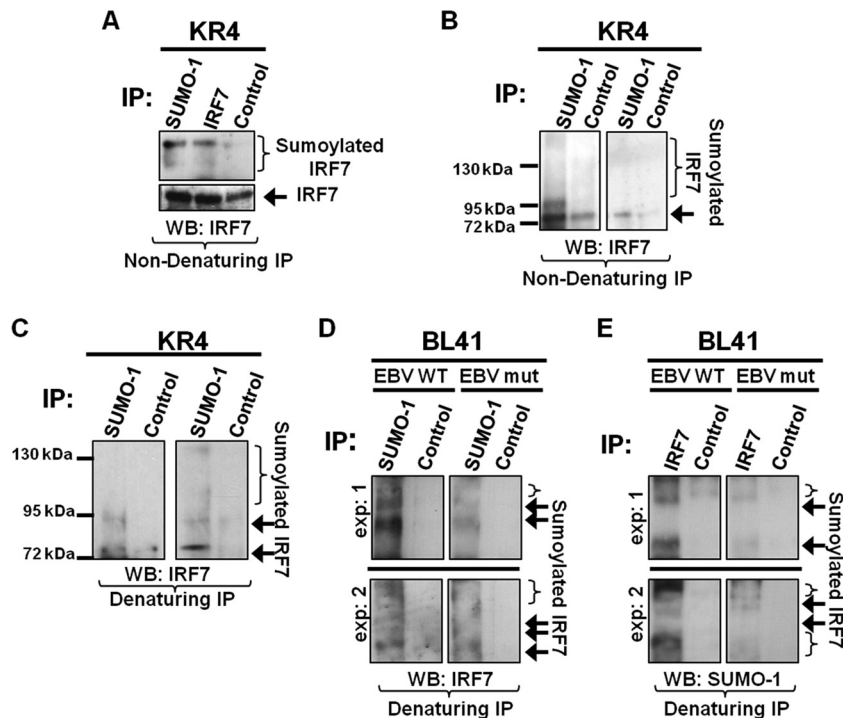 A
KR4
IP:
SUMO-1
IRF7
Control
Sumoylated
IRF7
IRF7
WB: IRF7
Non-Denaturing IP
B
KR4
IP:
SUMO-1
Control
SUMO-1
Control
130 kDa
95 kDa
72 kDa
Sumoylated
IRF7
WB: IRF7
Non-Denaturing IP
C
KR4
IP:
SUMO-1
Control
SUMO-1
Control
130 kDa
95 kDa
72 kDa
Sumoylated IRF7
WB: IRF7
Denaturing IP
D
BL41
EBV WT
EBV mut
IP:
SUMO-1
Control
SUMO-1
Control
exp: 1
exp: 2
Sumoylated IRF7
WB: IRF7
Denaturing IP
E
BL41
EBV WT
EBV mut
IP:
IRF7
Control
IRF7
Control
exp: 1
exp: 2
Sumoylated IRF7
WB: SUMO-1
Denaturing IP